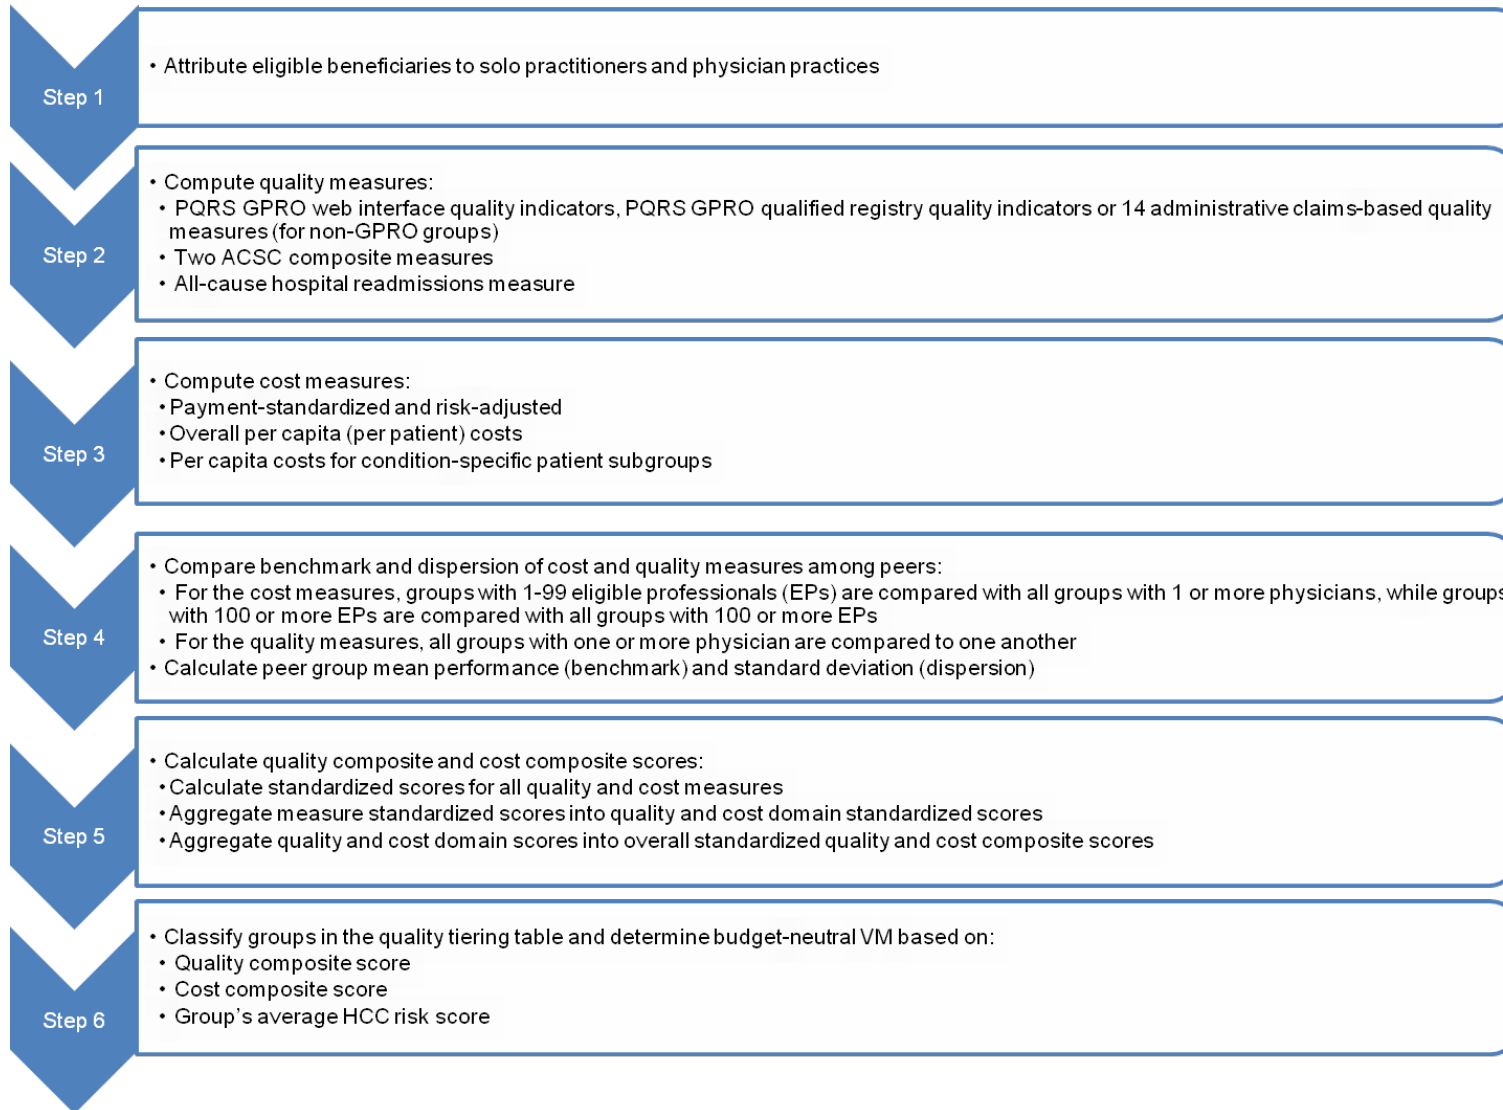 Step 1
• Attribute eligible beneficiaries to solo practitioners and physician practices
Step 2
• Compute quality measures:
• PQRS GPRO web interface quality indicators, PQRS GPRO qualified registry quality indicators or 14 administrative claims-based quality
measures (for non-GPRO groups)
• Two ACSC composite measures
• All-cause hospital readmissions measure
Step 3
• Compute cost measures:
• Payment-standardized and risk-adjusted
• Overall per capita (per patient) costs
• Per capita costs for condition-specific patient subgroups
Step 4
• Compare benchmark and dispersion of cost and quality measures among peers:
• For the cost measures, groups with 1-99 eligible professionals (EPs) are compared with all groups with 1 or more physicians, while groups
with 100 or more EPs are compared with all groups with 100 or more EPs
• For the quality measures, all groups with one or more physician are compared to one another
• Calculate peer group mean performance (benchmark) and standard deviation (dispersion)
Step 5
• Calculate quality composite and cost composite scores:
• Calculate standardized scores for all quality and cost measures
• Aggregate measure standardized scores into quality and cost domain standardized scores
• Aggregate quality and cost domain scores into overall standardized quality and cost composite scores
Step 6
• Classify groups in the quality tiering table and determine budget-neutral VM based on:
• Quality composite score
• Cost composite score
• Group's average HCC risk score